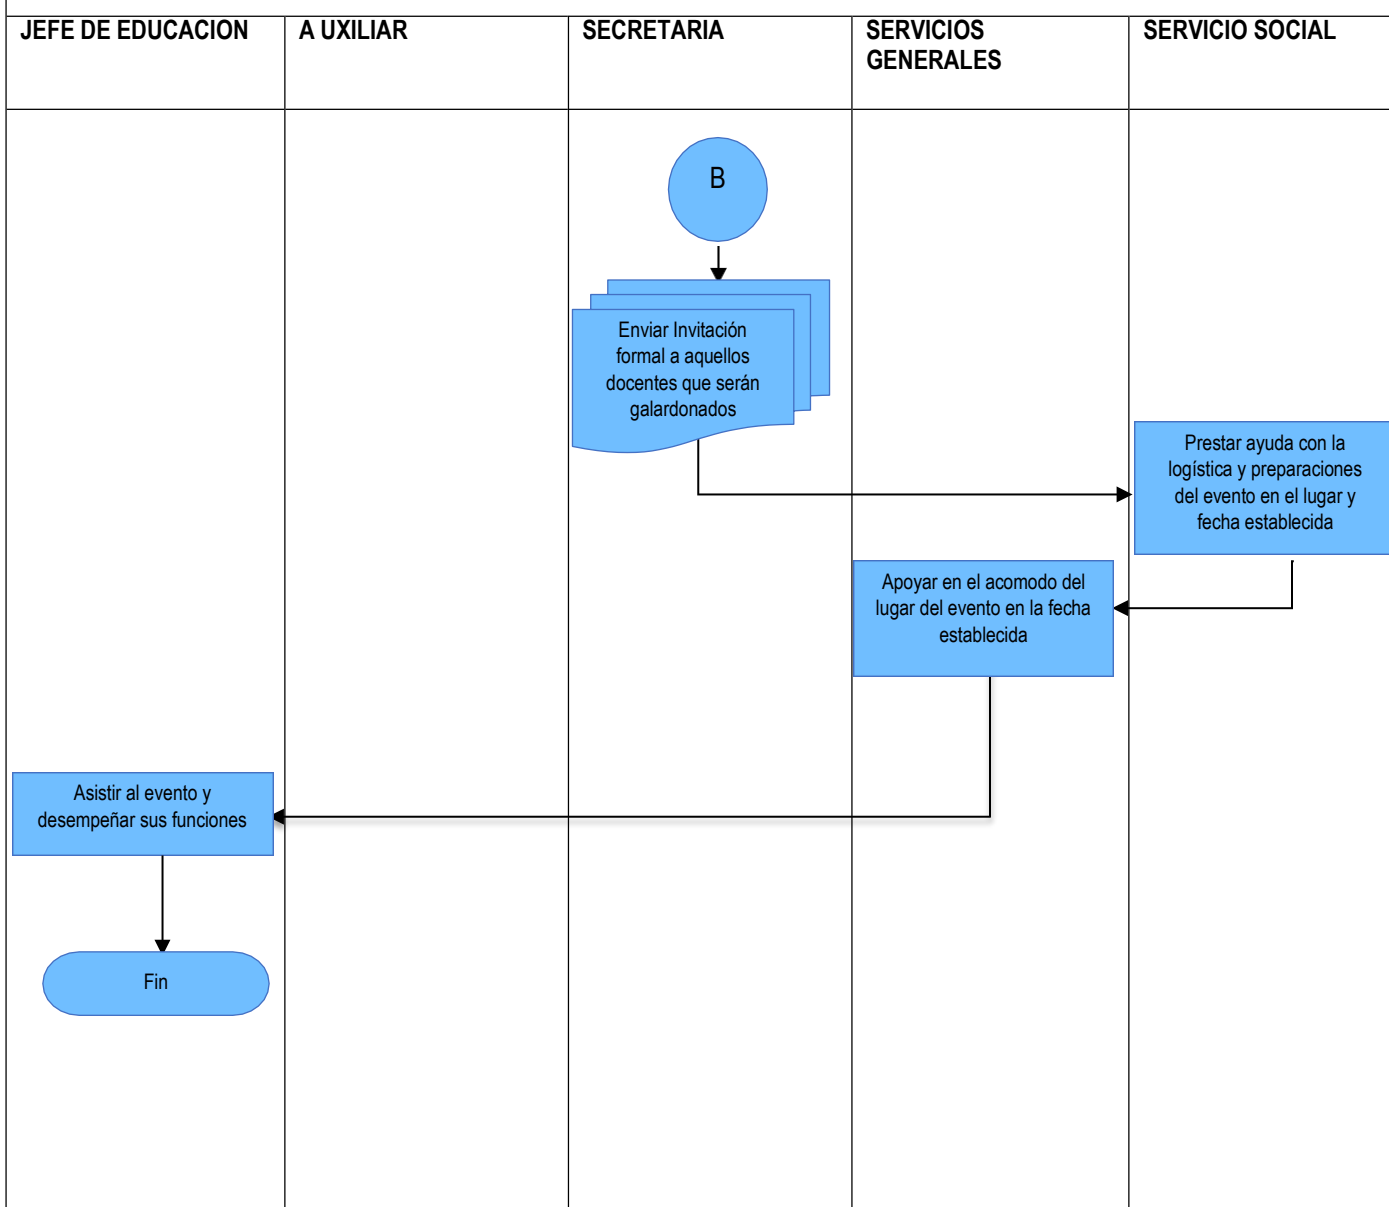 JEFE DE EDUCACION
A UXILIAR
SECRETARIA
SERVICIOS
GENERALES
SERVICIO SOCIAL
B
Enviar Invitación
formal a aquellos
docentes que serán
galardonados
Prestar ayuda con la
logística y preparaciones
del evento en el lugar y
fecha establecida
Apoyar en el acomodo del
lugar del evento en la fecha
establecida
Asistir al evento y
desempeñar sus funciones
Fin